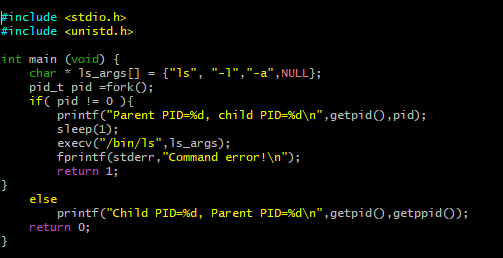 #include <stdio.h>
#include <unistd.h>
int main (void) {
    char * ls_args[] = {"ls", "-l","-a",NULL};
    pid_t pid =fork();
    if( pid != 0 ){
        printf("Parent PID=%d, child PID=%d\n",getpid(),pid);
        sleep(1);
        execv("/bin/ls",ls_args);
        fprintf(stderr,"Command error!\n");
        return 1;
}
    else
        printf("Child PID=%d, Parent PID=%d\n",getpid(),getppid());
    return 0;
}